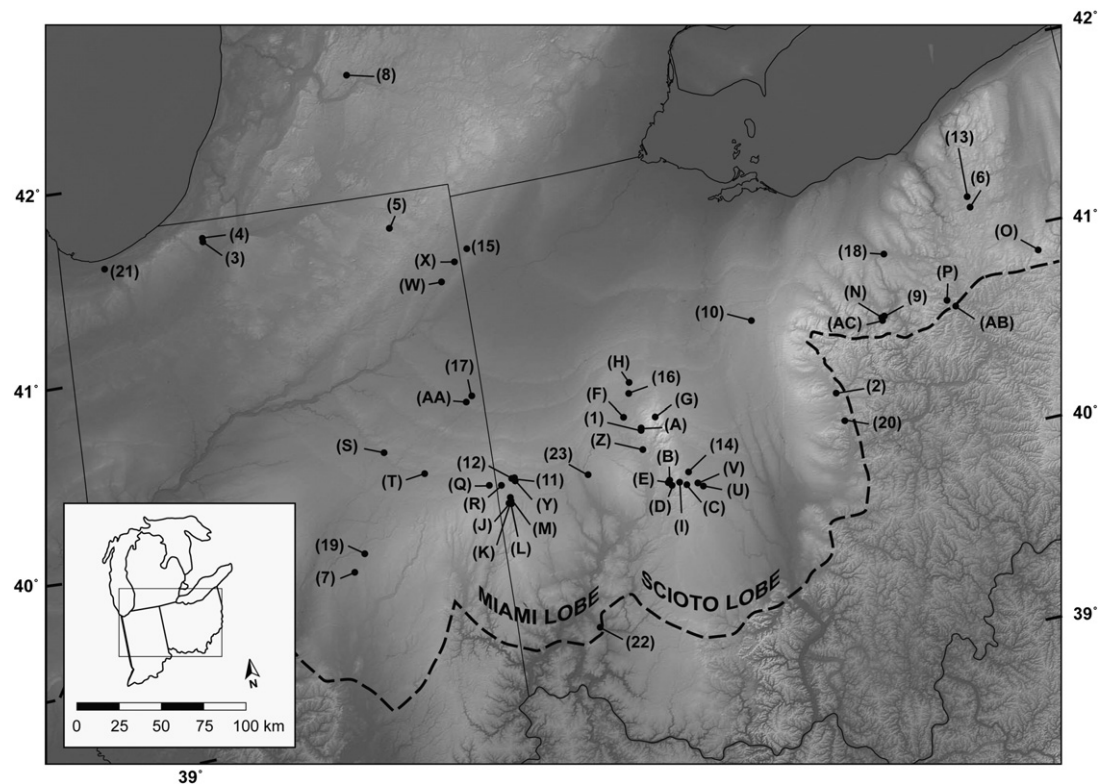 42˚
(8)
(13)
(6)
42˚
(5)
41˚
(4)
(15)
(O)
(3)
(X)
(18)
(21)
(W)
(P)
(N)
(9)
(10)
(AC)
(AB)
(H)
(17)
(16)
41˚
(2)
(AA)
(F)
(G)
40˚
(1)
(A)
(20)
(S)
(Z)
(23)
(14)
(12)
(B)
(T)
(11)
(V)
(Q)
(E)
(U)
(R)
(Y)
(D)
(C)
(J)
(M)
(I)
(K)
(L)
(19)
40˚
(7)
MIAMI LOBE
SCIOTO LOBE
39˚
(22)
N
0 25 50 75 100 km
39˚